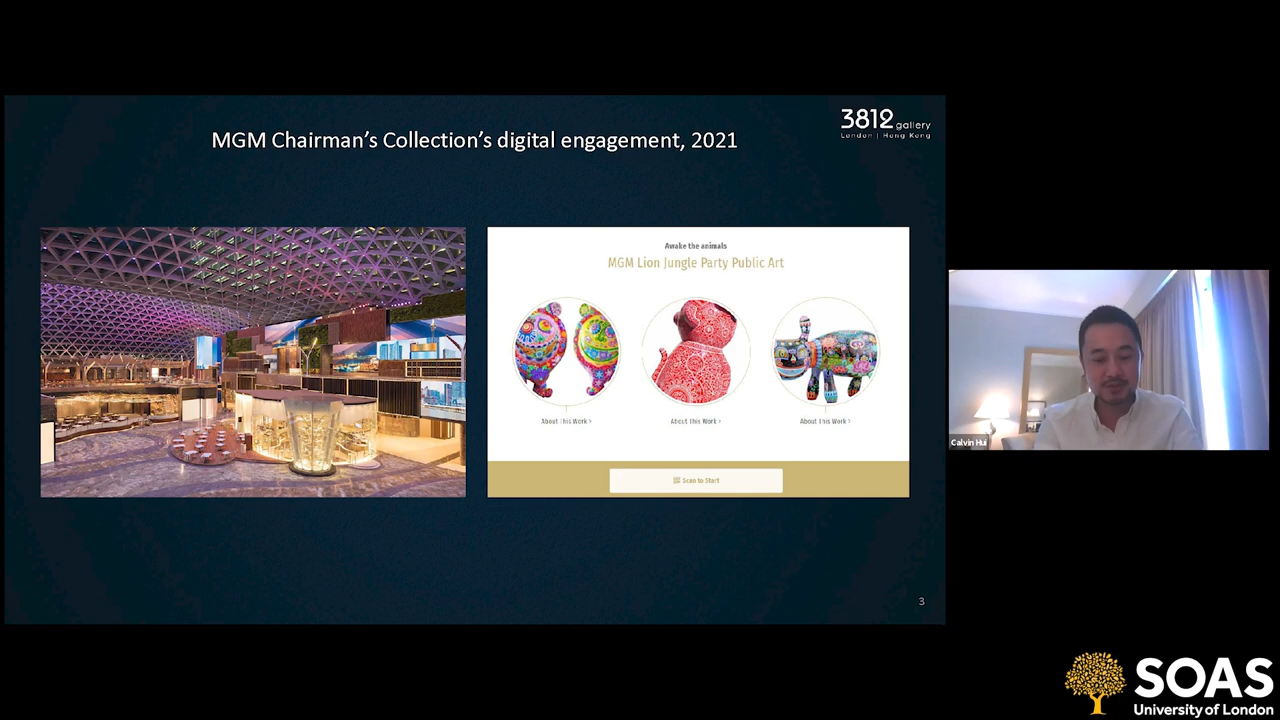 MGM Chairman's Collection's digital engagement, 2021
3812 gallery
London | Hong Kong
Awake the animals
MGM Lion Jungle Party Public Art
About This Work >
About This Work >
About This Work >
Scan to Start
3
Calvin Hui
SOAS
University of London